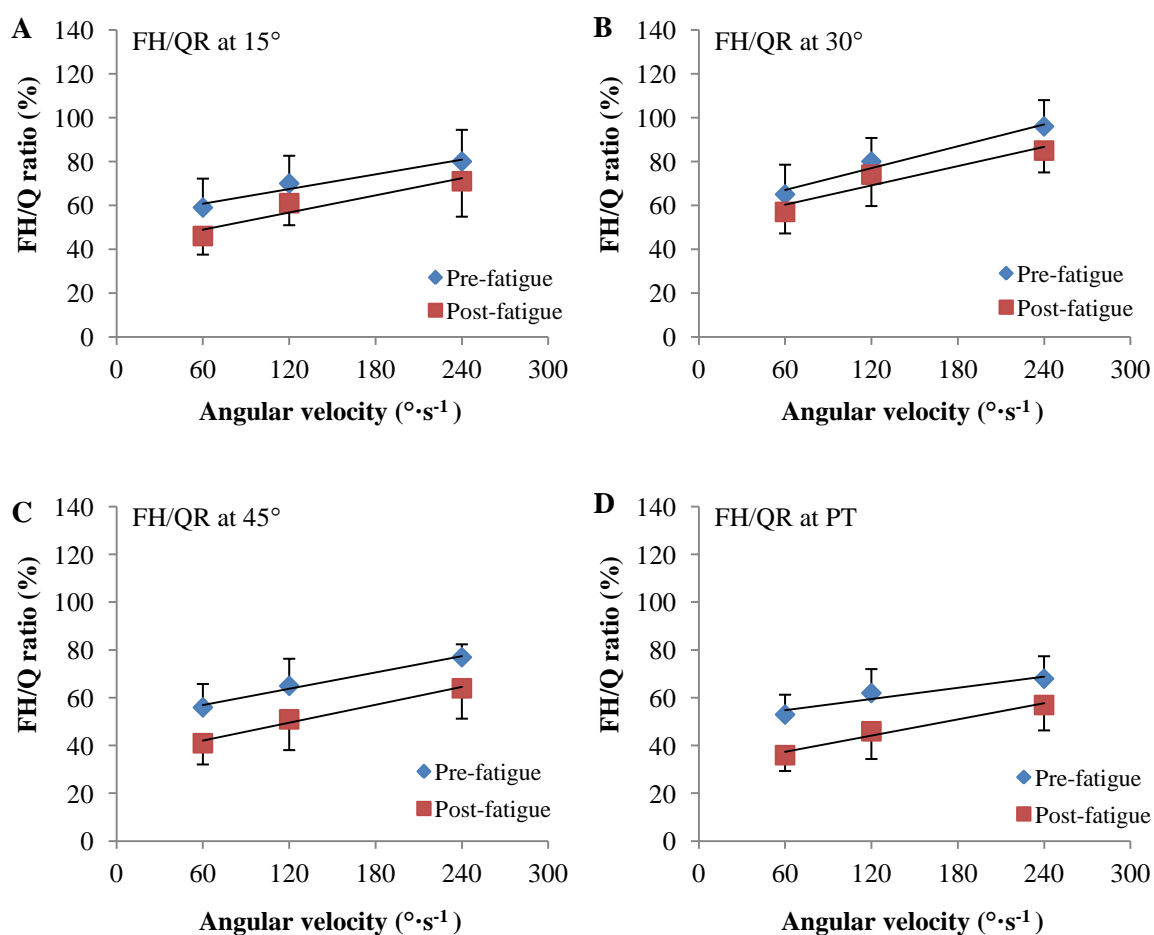 A
FH/QR at 15°
FH/Q ratio (%)
140
120
100
80
60
40
20
0
Pre-fatigue
Post-fatigue
0 60 120 180 240 300
Angular velocity (°·s⁻¹ )
B
FH/QR at 30°
FH/Q ratio (%)
140
120
100
80
60
40
20
0
Pre-fatigue
Post-fatigue
0 60 120 180 240 300
Angular velocity (°·s⁻¹ )
C
FH/QR at 45°
FH/Q ratio (%)
140
120
100
80
60
40
20
0
Pre-fatigue
Post-fatigue
0 60 120 180 240 300
Angular velocity (°·s⁻¹ )
D
FH/QR at PT
FH/Q ratio (%)
140
120
100
80
60
40
20
0
Pre-fatigue
Post-fatigue
0 60 120 180 240 300
Angular velocity (°·s⁻¹ )